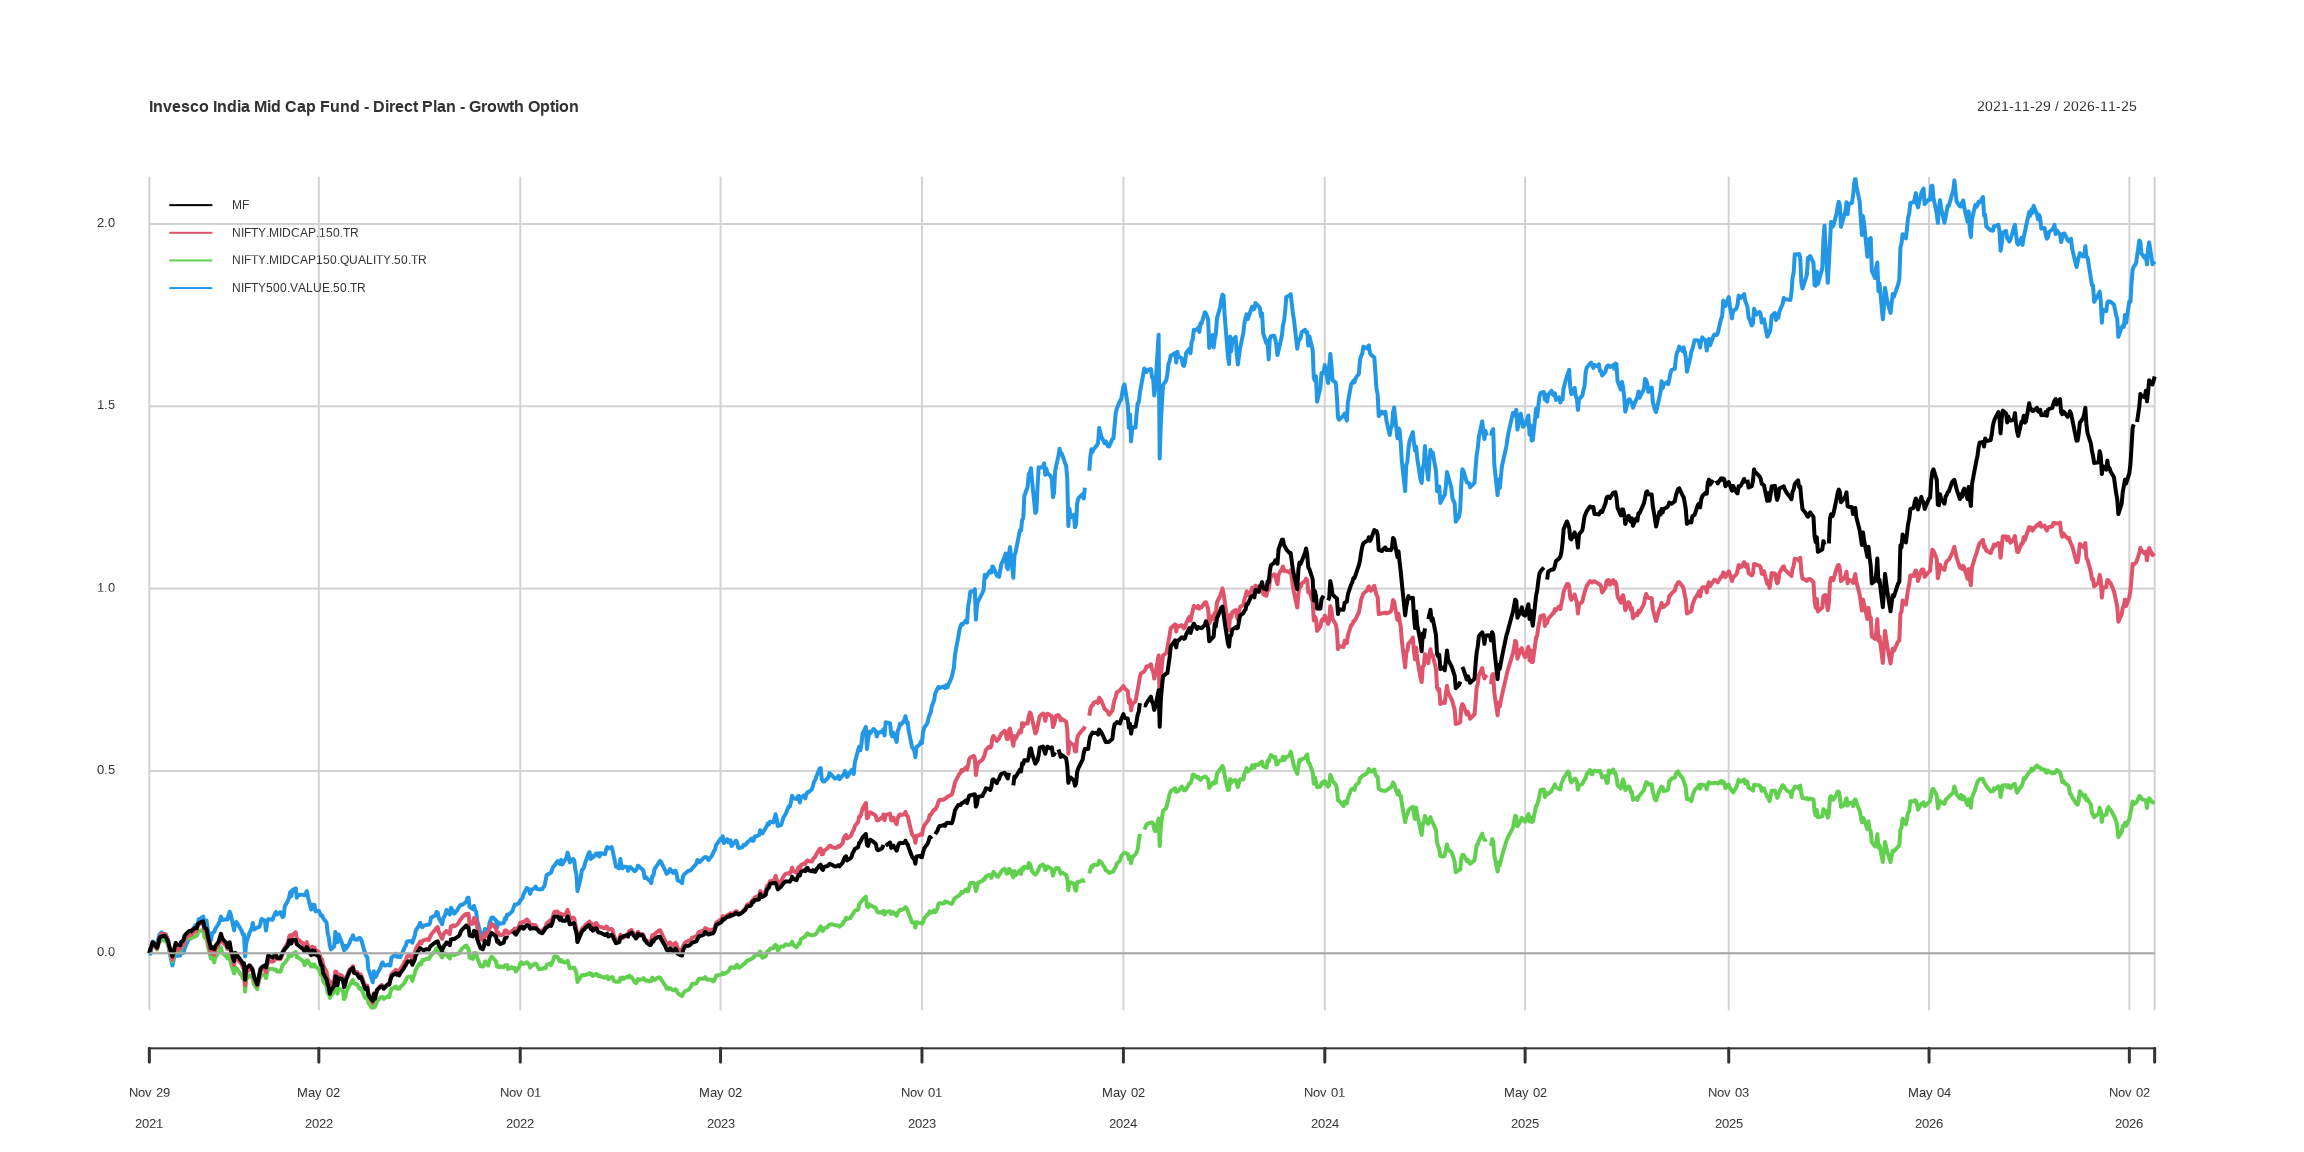 Invesco India Mid Cap Fund - Direct Plan - Growth Option
2021-11-29 / 2026-11-25
MF
NIFTY.MIDCAP.150.TR
NIFTY.MIDCAP150.QUALITY.50.TR
NIFTY500.VALUE.50.TR
2.0
1.5
1.0
0.5
0.0
Nov 29 May 02 Nov 01 May 02 Nov 01 May 02 Nov 01 May 02 Nov 03 May 04 Nov 02
2021 2022 2022 2023 2023 2024 2024 2025 2025 2026 2026